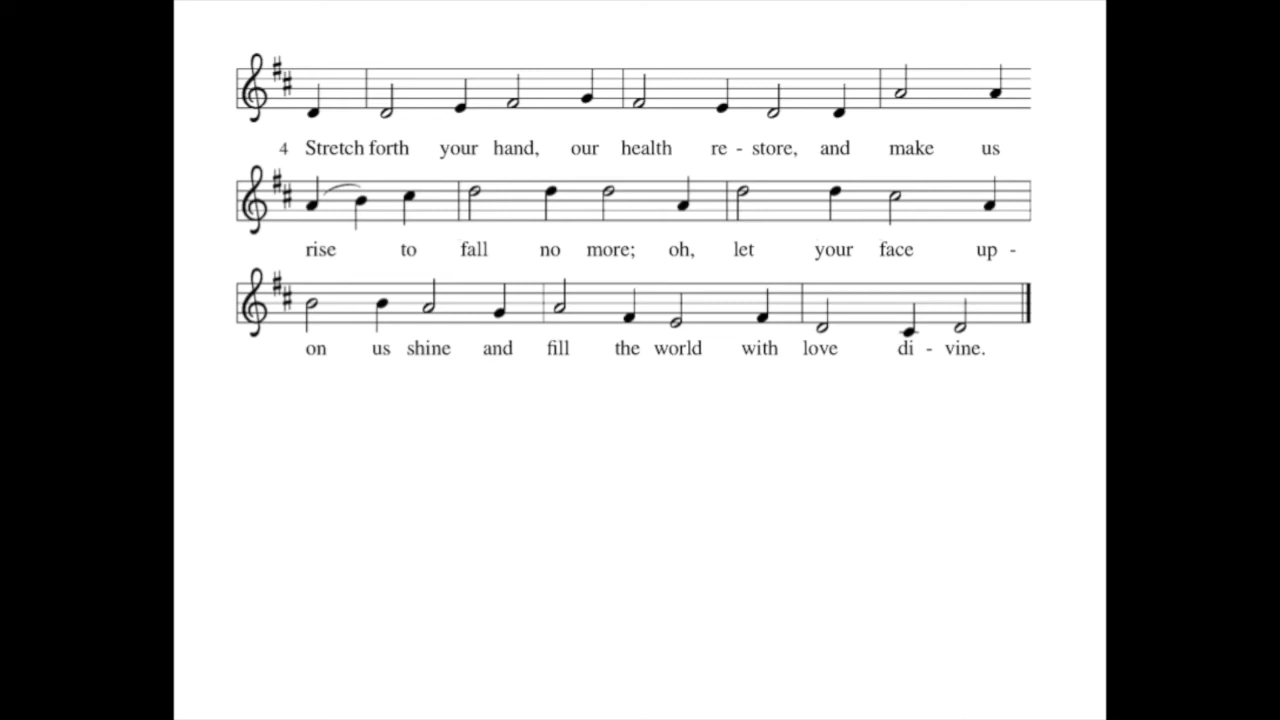 4 Stretch forth your hand, our health re - store, and make us
rise to fall no more; oh, let your face up -
on us shine and fill the world with love di - vine.